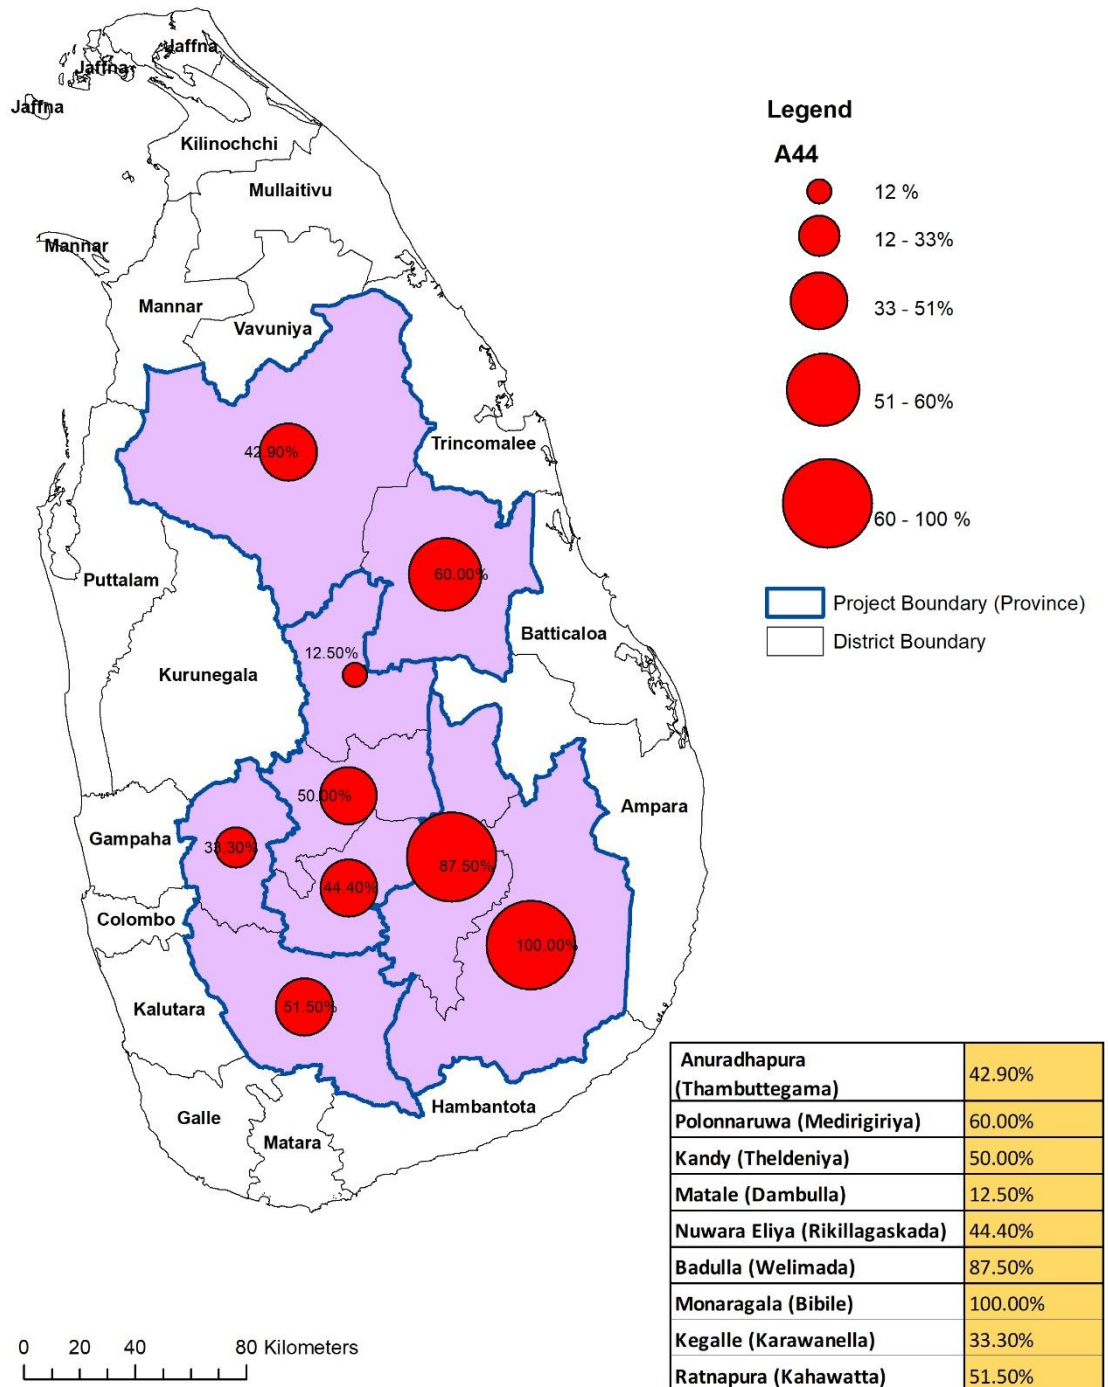 Jaffna
Jaffna
Jaffna
Kilinochchi
Mullaitivu
Mannar
Mannar
Vavuniya
42.90%
Trincomalee
60.00%
Puttalam
Batticaloa
12.50%
Kurunegala
50.00%
Ampara
Gampaha
33.30%
87.50%
44.40%
Colombo
100.00%
Kalutara
51.50%
Hambantota
Galle
Matara
Legend
A44
12 %
12 - 33%
33 - 51%
51 - 60%
60 - 100 %
Project Boundary (Province)
District Boundary
Anuradhapura
(Thambuttegama) 42.90%
Polonnaruwa (Medirigiriya) 60.00%
Kandy (Theldeniya) 50.00%
Matale (Dambulla) 12.50%
Nuwara Eliya (Rikillagaskada) 44.40%
Badulla (Welimada) 87.50%
Monaragala (Bibile) 100.00%
Kegalle (Karawanella) 33.30%
Ratnapura (Kahawatta) 51.50%
0 20 40 80 Kilometers